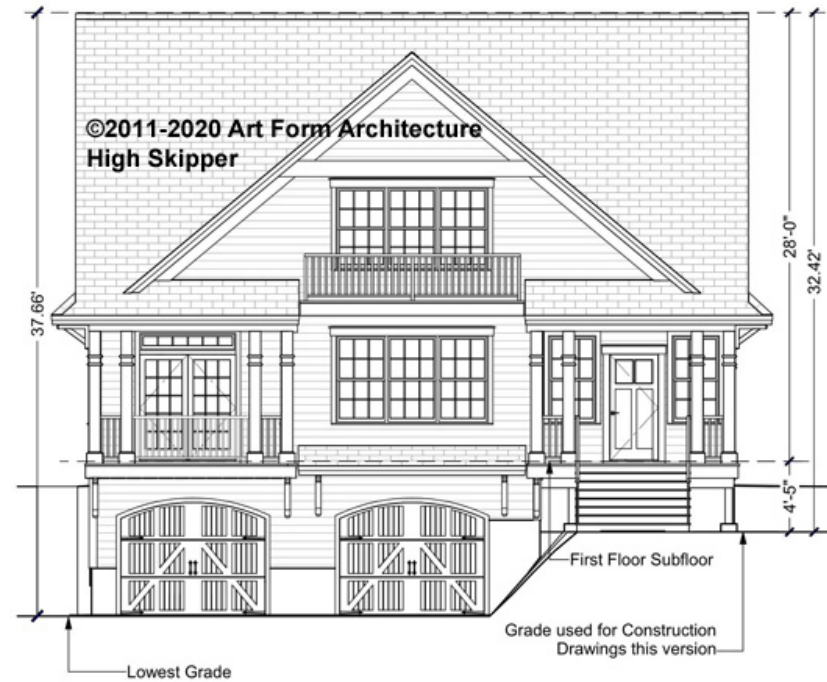 ©2011-2020 Art Form Architecture
High Skipper
37.66'
28'-0"
32.42'
4'-5"
First Floor Subfloor
Grade used for Construction
Drawings this version
Lowest Grade